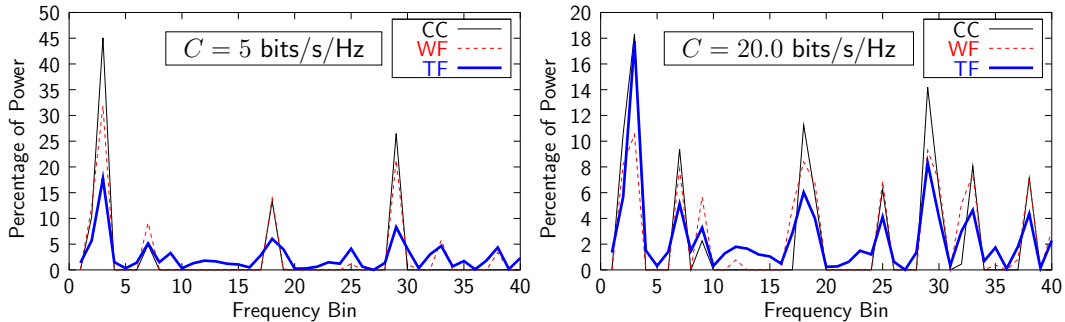 50
45
40
35
30
25
20
15
10
5
0
0 5 10 15 20 25 30 35 40
Percentage of Power
Frequency Bin
C = 5 bits/s/Hz
CC
WF
TF
20
18
16
14
12
10
8
6
4
2
0
0 5 10 15 20 25 30 35 40
Percentage of Power
Frequency Bin
C = 20.0 bits/s/Hz
CC
WF
TF